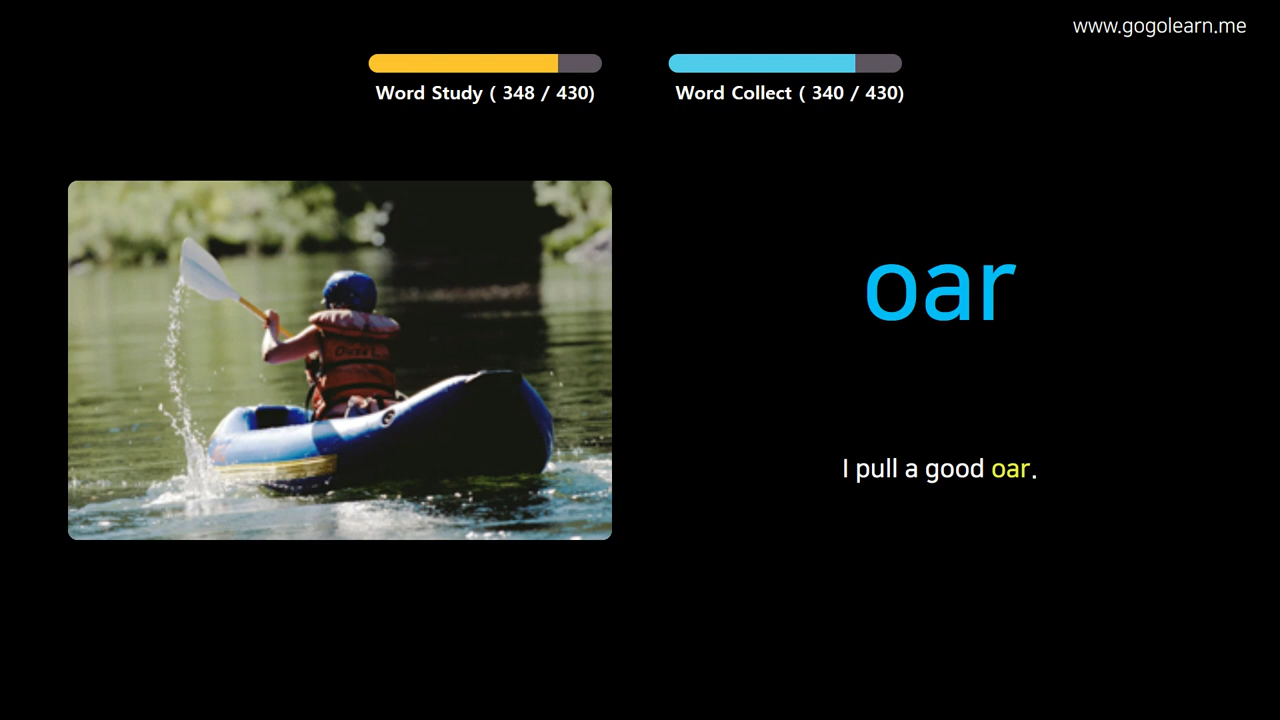 www.gogolearn.me
Word Study ( 348 / 430)
Word Collect ( 340 / 430)
oar
I pull a good oar.